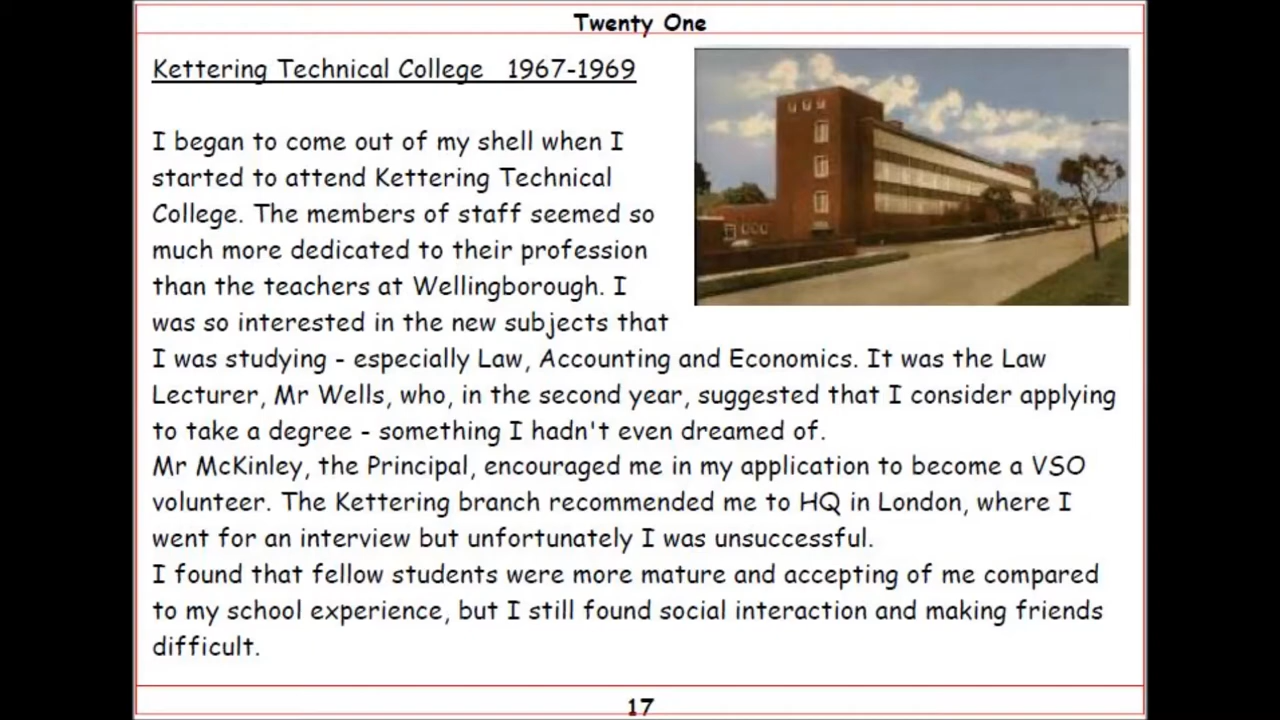 Twenty One
Kettering Technical College 1967-1969
I began to come out of my shell when I
started to attend Kettering Technical
College. The members of staff seemed so
much more dedicated to their profession
than the teachers at Wellingborough. I
was so interested in the new subjects that
I was studying - especially Law, Accounting and Economics. It was the Law
Lecturer, Mr Wells, who, in the second year, suggested that I consider applying
to take a degree - something I hadn't even dreamed of.
Mr McKinley, the Principal, encouraged me in my application to become a VSO
volunteer. The Kettering branch recommended me to HQ in London, where I
went for an interview but unfortunately I was unsuccessful.
I found that fellow students were more mature and accepting of me compared
to my school experience, but I still found social interaction and making friends
difficult.
17